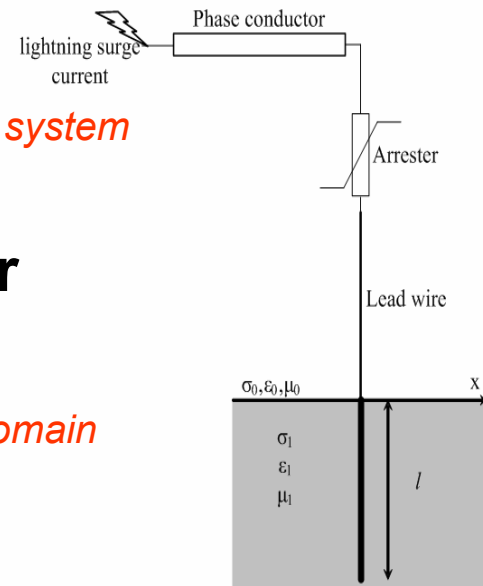 Phase conductor
lightning surge
current
system
Arrester
r
Lead wire
σ₀,ε₀,μ₀
x
omain
σ₁
ε₁
μ₁
l